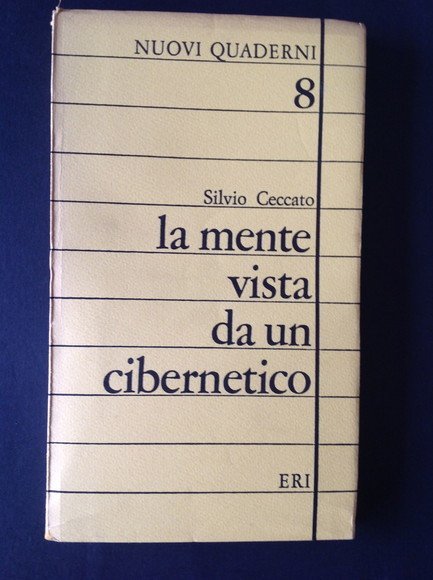 NUOVI QUADERNI
8
Silvio Ceccato
la mente
vista
da un
cibernetico
ERI